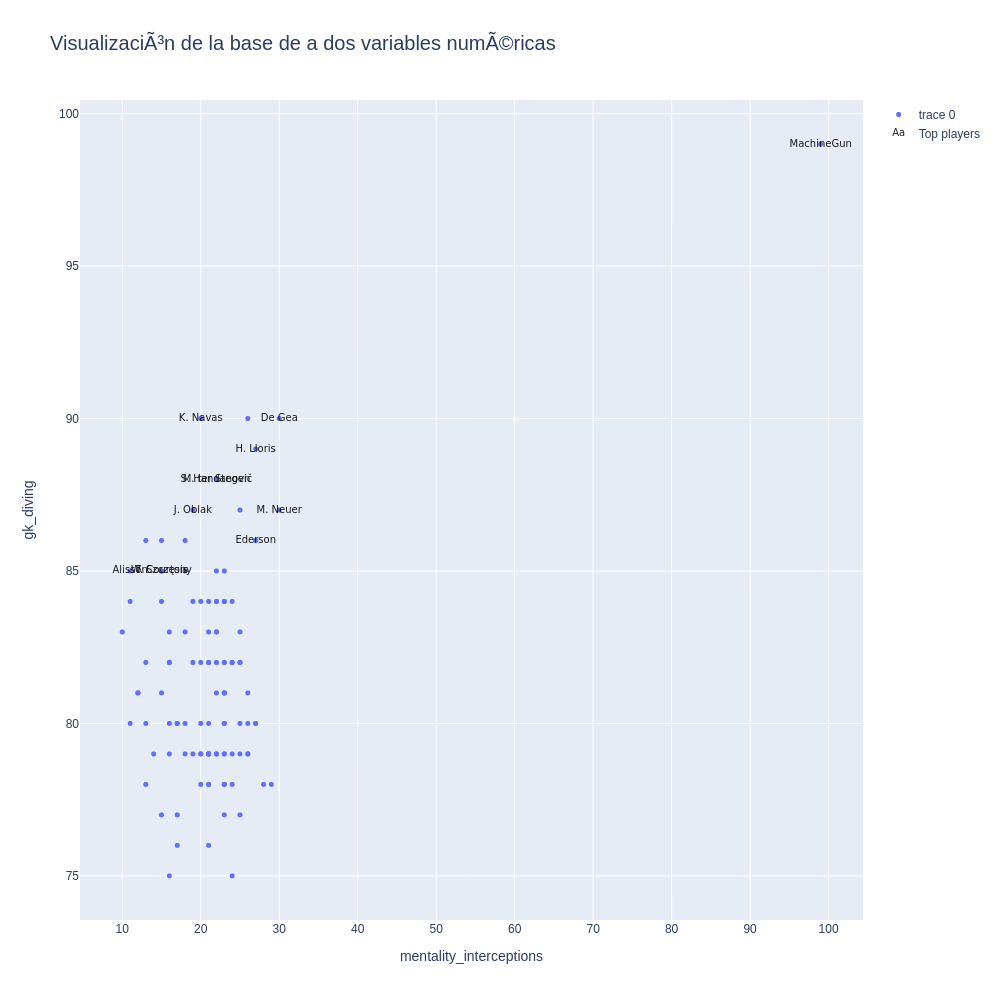 VisualizaciÃ³n de la base de a dos variables numÃ©ricas
trace 0
Aa Top players
100
95
90
85
80
75
gk_diving
MachineGun
K. Navas
De Gea
H. Lloris
J. Oblak
M. Neuer
Ederson
10 20 30 40 50 60 70 80 90 100
mentality_interceptions